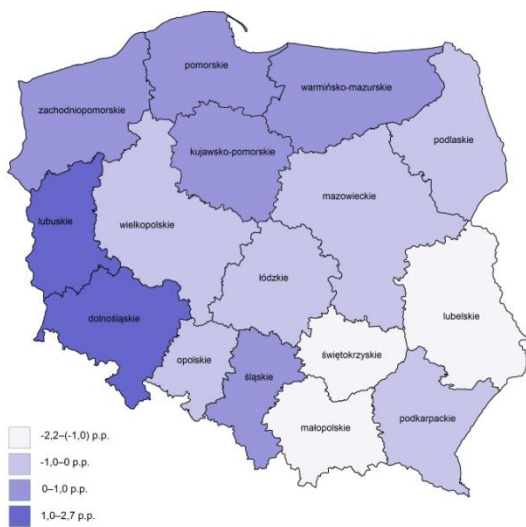 pomorskie
warmińsko-mazurskie
zachodniopomorskie
podlaskie
kujawsko-pomorskie
mazowieckie
lubuskie
wielkopolskie
łódzkie
dolnośląskie
lubelskie
opolskie
świętokrzyskie
śląskie
podkarpackie
małopolskie
-2,2–(-1,0) p.p.
-1,0–0 p.p.
0–1,0 p.p.
1,0–2,7 p.p.